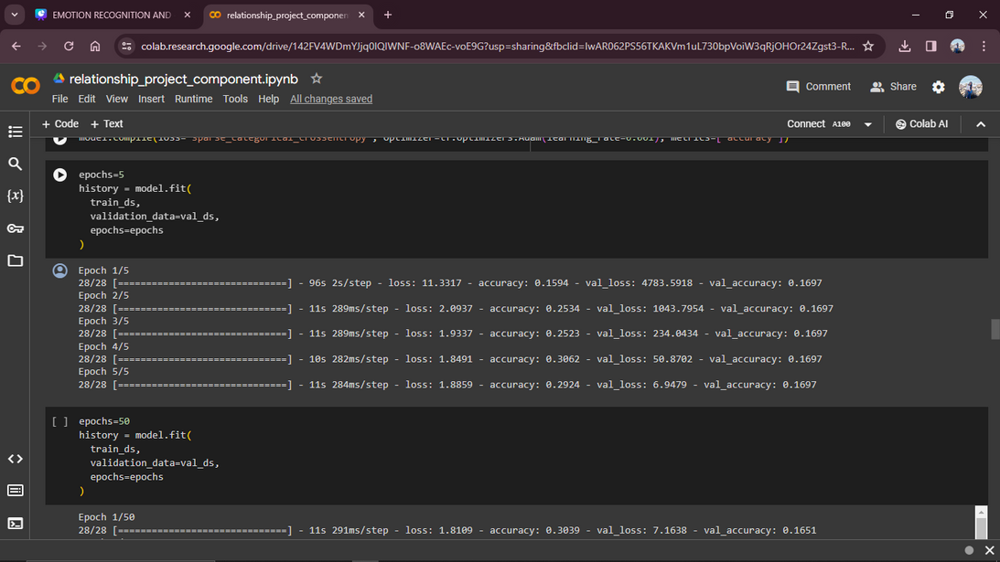 EMOTION RECOGNITION AND
relationship_project_componen
colab.research.google.com/drive/142FV4WDmYJjq0lQIWNF-o8WAEc-voE9G?usp=sharing&fbclid=IwAR062PS56TKAKVm1uL730bpVoiW3qRjOHOr24Zgst3-R...
relationship_project_component.ipynb
File Edit View Insert Runtime Tools Help All changes saved
Comment Share
+ Code + Text
Connect A100 Colab AI
model.compile(loss='sparse_categorical_crossentropy', optimizer=tf.optimizers.Adam(learning_rate=0.001), metrics=['accuracy'])
epochs=5
history = model.fit(
train_ds,
validation_data=val_ds,
epochs=epochs
)
Epoch 1/5
28/28 [==============================] - 96s 2s/step - loss: 11.3317 - accuracy: 0.1594 - val_loss: 4783.5918 - val_accuracy: 0.1697
Epoch 2/5
28/28 [==============================] - 11s 289ms/step - loss: 2.0937 - accuracy: 0.2534 - val_loss: 1043.7954 - val_accuracy: 0.1697
Epoch 3/5
28/28 [==============================] - 11s 289ms/step - loss: 1.9337 - accuracy: 0.2523 - val_loss: 234.0434 - val_accuracy: 0.1697
Epoch 4/5
28/28 [==============================] - 10s 282ms/step - loss: 1.8491 - accuracy: 0.3062 - val_loss: 50.8702 - val_accuracy: 0.1697
Epoch 5/5
28/28 [==============================] - 11s 284ms/step - loss: 1.8859 - accuracy: 0.2924 - val_loss: 6.9479 - val_accuracy: 0.1697
[ ] epochs=50
history = model.fit(
train_ds,
validation_data=val_ds,
epochs=epochs
)
Epoch 1/50
28/28 [==============================] - 11s 291ms/step - loss: 1.8109 - accuracy: 0.3039 - val_loss: 7.1638 - val_accuracy: 0.1651